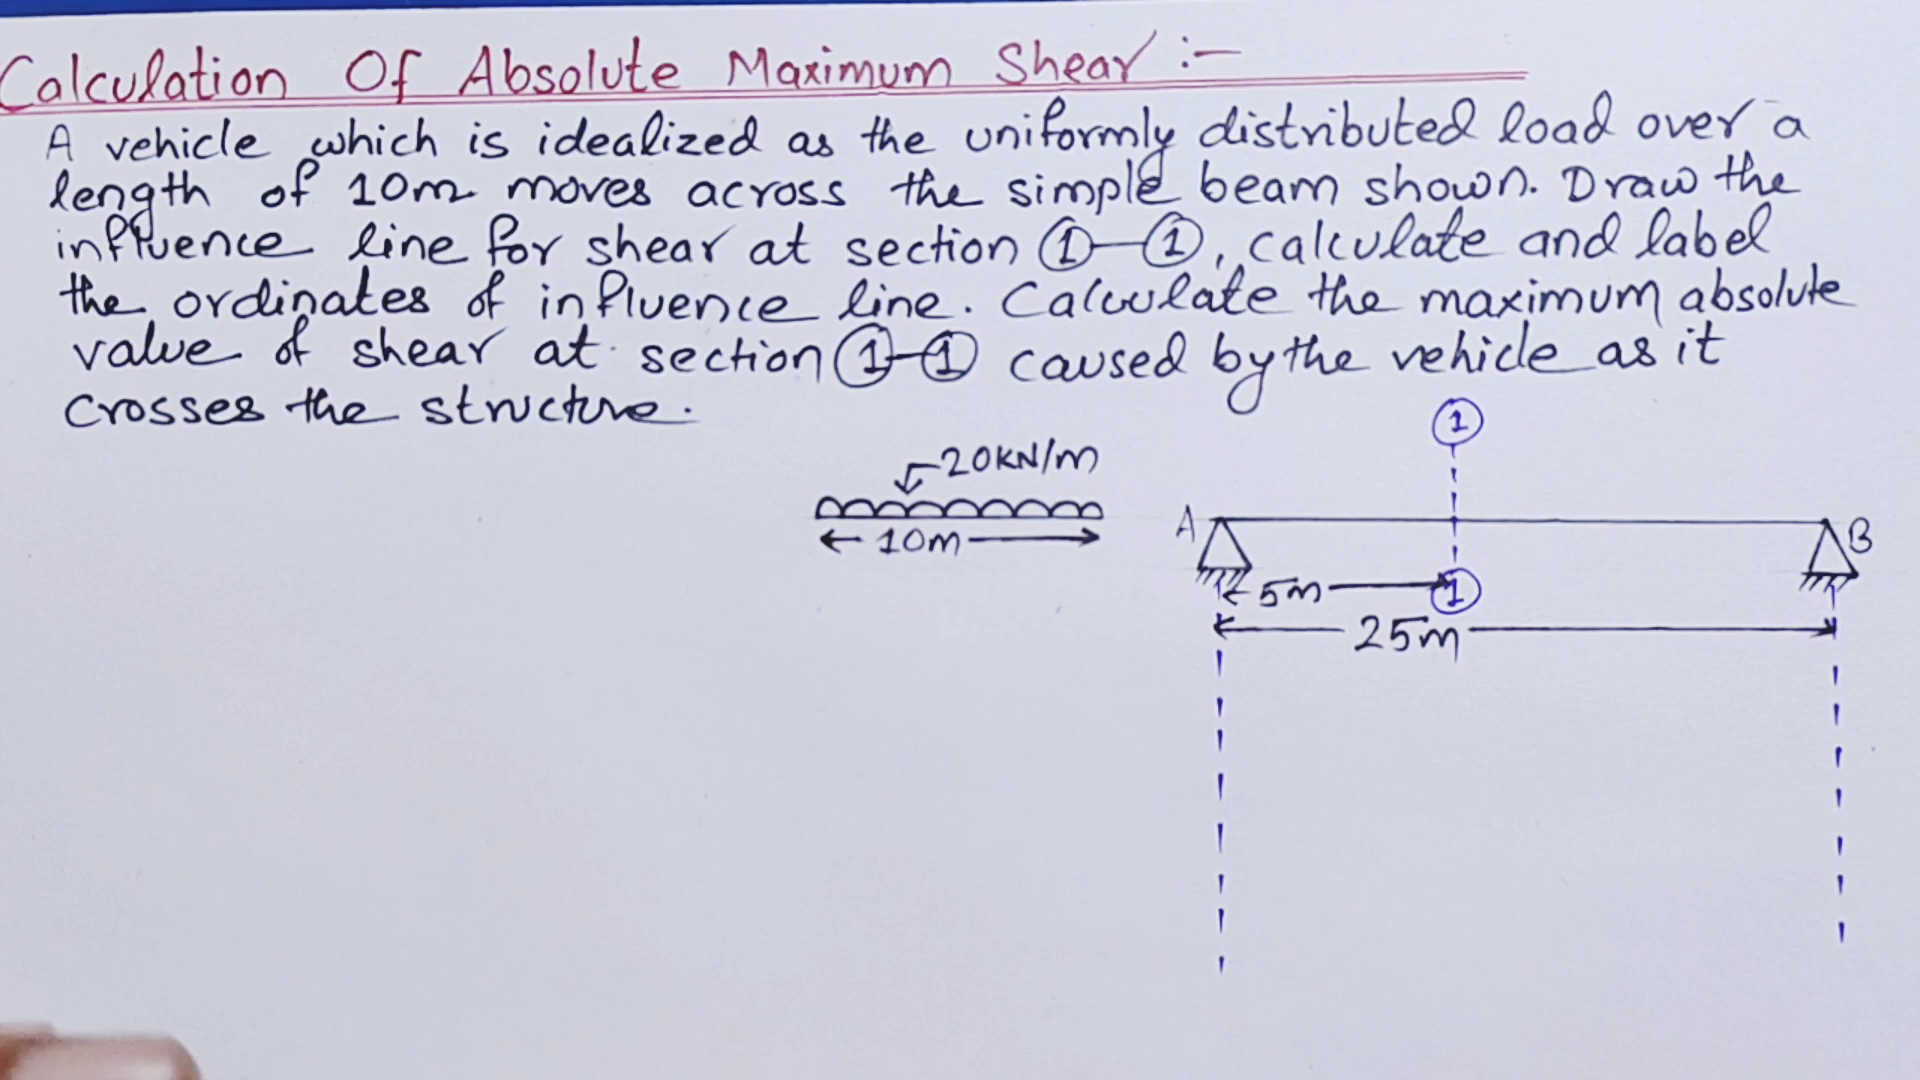 Calculation Of Absolute Maximum Shear :-
A vehicle which is idealized as the uniformly distributed load over a
length of 10m moves across the simple beam shown. Draw the
influence line for shear at section ①—①, calculate and label
the ordinates of influence line. Calculate the maximum absolute
value of shear at section ①—① caused by the vehicle as it
crosses the structure.
①
20KN/m
10m
A
B
5m
①
25m